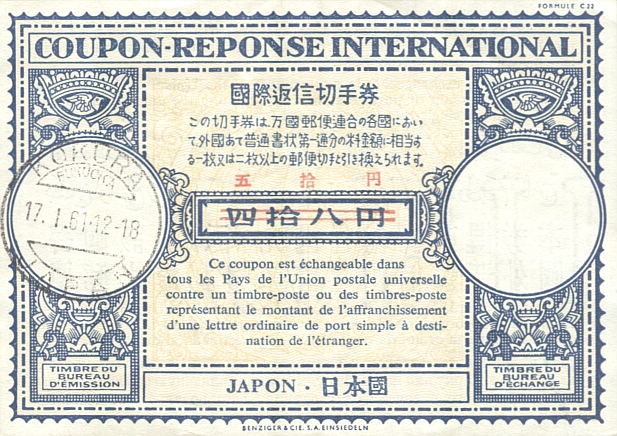 FORMULE C 22
COUPON-REPONSE INTERNATIONAL
國際返信切手券
この切手券は、万国郵便連合の各國におい
て、外國あて普通書状第一逓分の料金額に相当す
る一枚又は二枚以上の郵便切手と引き換えられます。
五 拾 円
四拾八円
KOKURA
FUKUOKA
17. I. 61.12-18
JAPAN
Ce coupon est échangeable dans
tous les Pays de l'Union postale universelle
contre un timbre-poste ou des timbres-poste
représentant le montant de l'affranchissement
d'une lettre ordinaire de port simple à desti-
nation de l'étranger.
TIMBRE DU
BUREAU
D'ÉMISSION
TIMBRE DU
BUREAU
D'ÉCHANGE
JAPON · 日本國
BENZIGER & CIE. S.A. EINSIEDELN